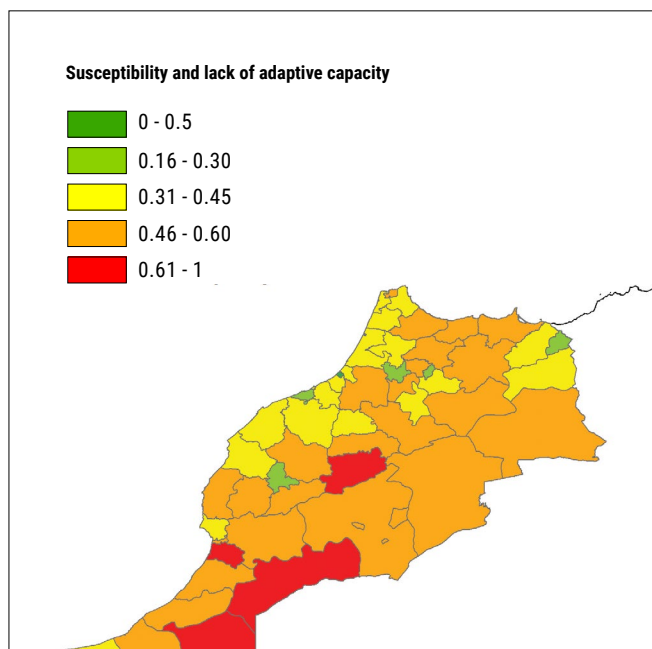 Susceptibility and lack of adaptive capacity
0 - 0.5
0.16 - 0.30
0.31 - 0.45
0.46 - 0.60
0.61 - 1